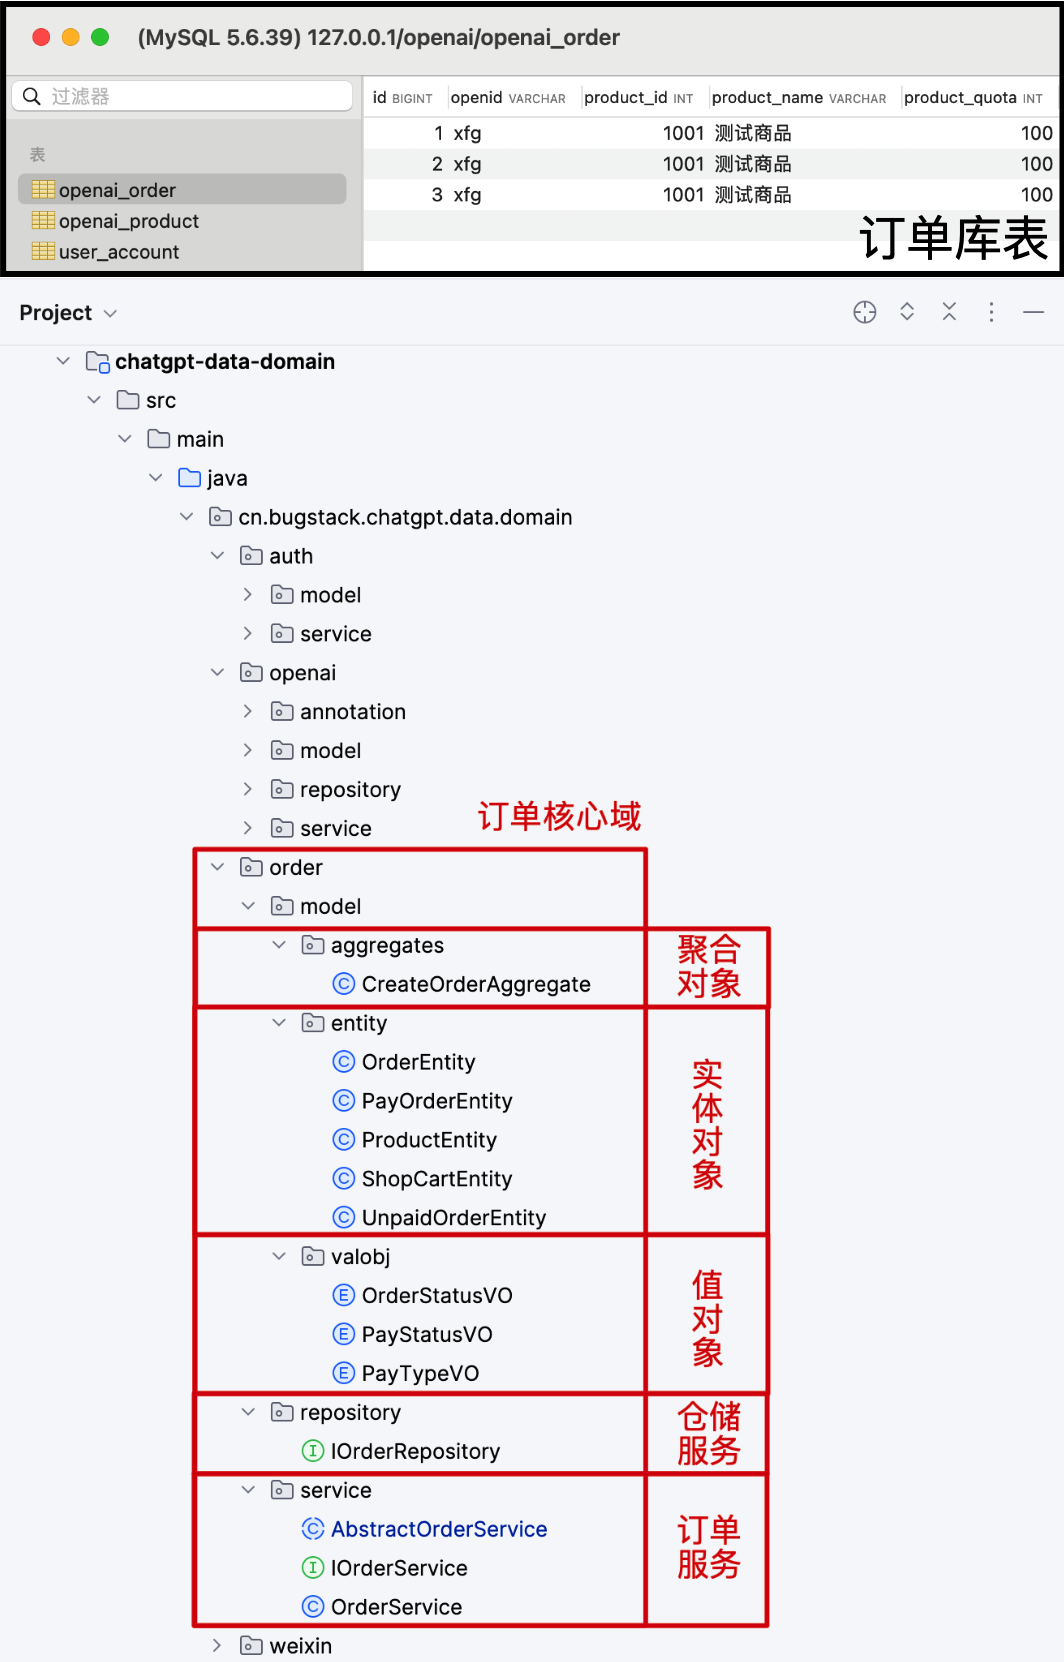 (MySQL 5.6.39) 127.0.0.1/openai/openai_order
过滤器
表
openai_order
openai_product
user_account
id BIGINT openid VARCHAR product_id INT product_name VARCHAR product_quota INT
1 xfg 1001 测试商品 100
2 xfg 1001 测试商品 100
3 xfg 1001 测试商品 100
订单库表
Project
chatgpt-data-domain
src
main
java
cn.bugstack.chatgpt.data.domain
auth
model
service
openai
annotation
model
repository
service
订单核心域
order
model
aggregates
CreateOrderAggregate
聚合
对象
entity
OrderEntity
PayOrderEntity
ProductEntity
ShopCartEntity
UnpaidOrderEntity
实
体
对
象
valobj
OrderStatusVO
PayStatusVO
PayTypeVO
值
对
象
repository
IOrderRepository
仓储
服务
service
AbstractOrderService
IOrderService
OrderService
订单
服务
weixin